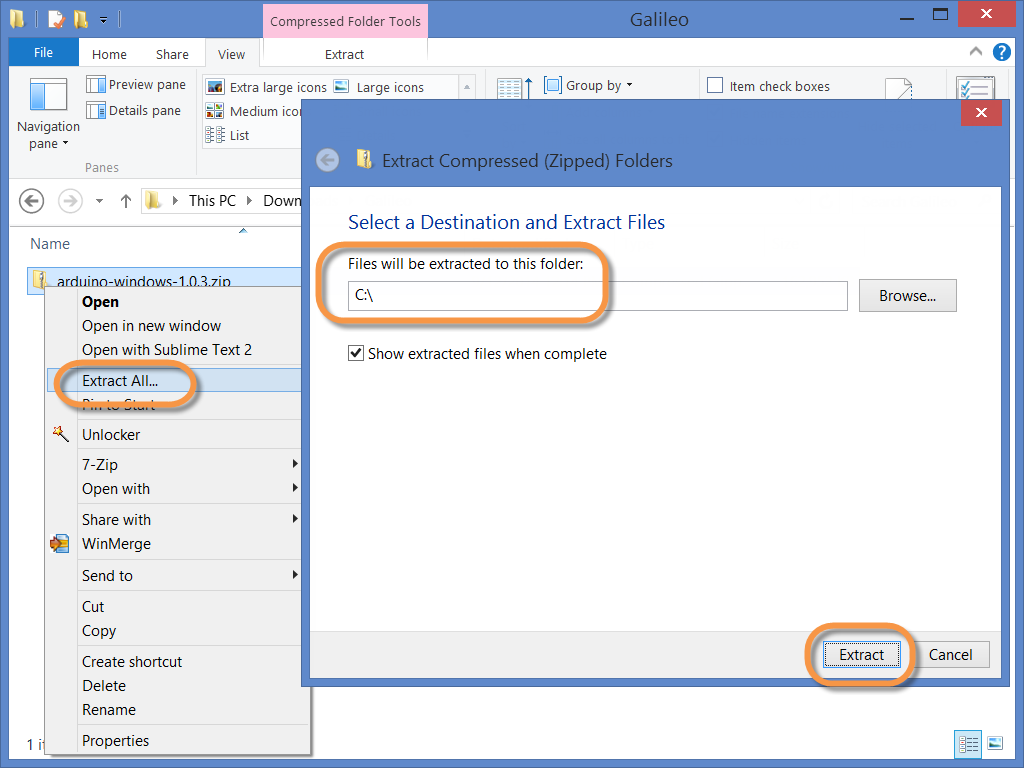 Compressed Folder Tools
Galileo
File
Home
Share
View
Extract
Preview pane
Details pane
Navigation
pane
Panes
Extra large icons
Large icons
Medium
List
Group by
Item check boxes
This PC
Name
arduino-windows-1.0.3.zip
Open
Open in new window
Open with Sublime Text 2
Extract All...
Pin to Start
Unlocker
7-Zip
Open with
Share with
WinMerge
Send to
Cut
Copy
Create shortcut
Delete
Rename
Properties
1
Extract Compressed (Zipped) Folders
Select a Destination and Extract Files
Files will be extracted to this folder:
C:\
Browse...
Show extracted files when complete
Extract
Cancel